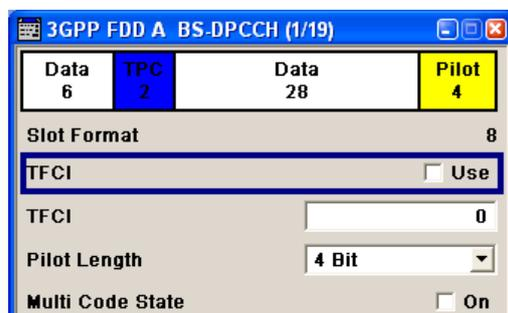 3GPP FDD A BS-DPCCH (1/19)
Data TPC Data Pilot
6 2 28 4
Slot Format 8
TFCI Use
TFCI 0
Pilot Length 4 Bit
Multi Code State On